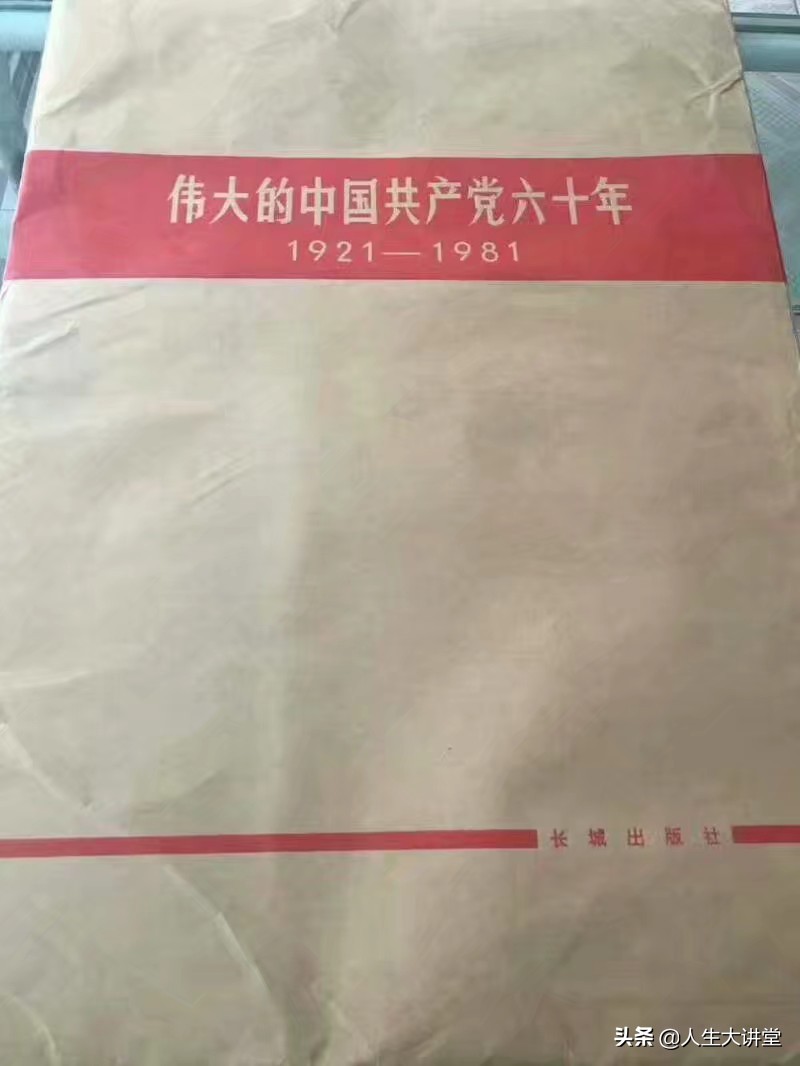 伟大的中国共产党六十年
1921—1981
长城出版社
头条 @人生大讲堂